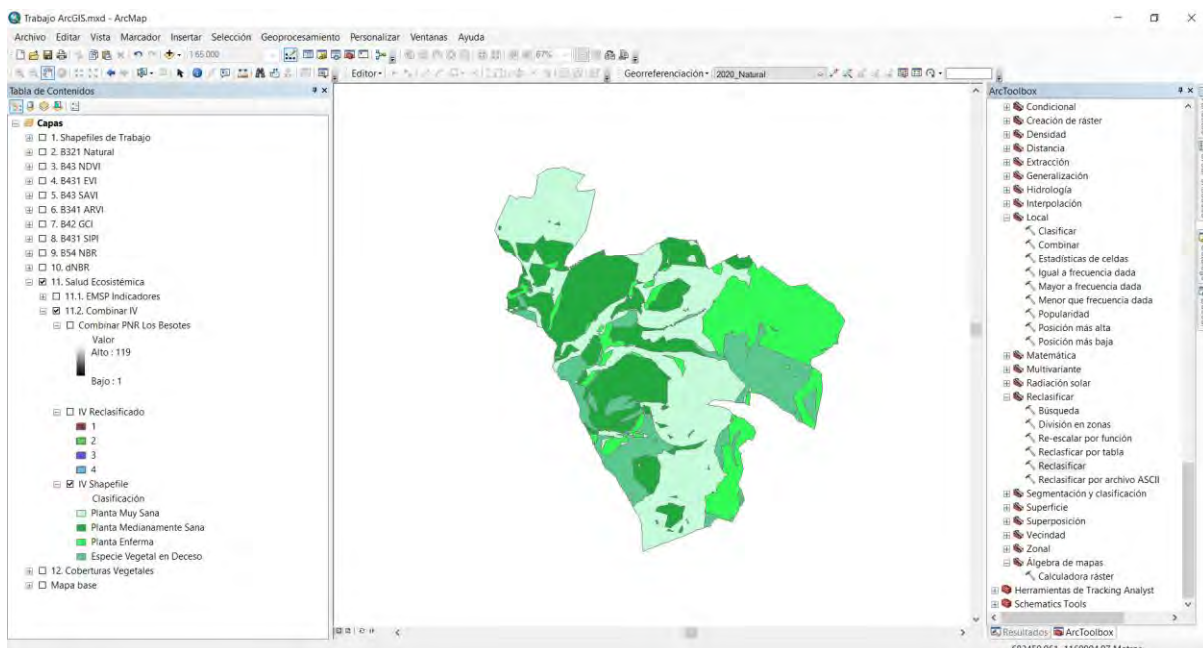 Trabajo ArcGIS.mxd - ArcMap
Archivo Editar Vista Marcador Insertar Selección Geoprocesamiento Personalizar Ventanas Ayuda
1:65.000
67%
Editor
Georreferenciación
2020_Natural
Tabla de Contenidos
Capas
1. Shapefiles de Trabajo
2. B321 Natural
3. B43 NDVI
4. B431 EVI
5. B43 SAVI
6. B341 ARVI
7. B42 GCI
8. B431 SIPI
9. B54 NBR
10. dNBR
11. Salud Ecosistémica
11.1. EMSP Indicadores
11.2. Combinar IV
Combinar PNR Los Besotes
Valor
Alto : 119
Bajo : 1
IV Reclasificado
1
2
3
4
IV Shapefile
Clasificación
Planta Muy Sana
Planta Medianamente Sana
Planta Enferma
Especie Vegetal en Deceso
12. Coberturas Vegetales
Mapa base
ArcToolbox
Condicional
Creación de ráster
Densidad
Distancia
Extracción
Generalización
Hidrología
Interpolación
Local
Clasificar
Combinar
Estadísticas de celdas
Igual a frecuencia dada
Mayor a frecuencia dada
Menor que frecuencia dada
Popularidad
Posición más alta
Posición más baja
Matemática
Multivariante
Radiación solar
Reclasificar
Búsqueda
División en zonas
Re-escalar por función
Reclasficar por tabla
Reclasificar
Reclasificar por archivo ASCII
Segmentación y clasificación
Superficie
Superposición
Vecindad
Zonal
Álgebra de mapas
Calculadora ráster
Herramientas de Tracking Analyst
Schematics Tools
Resultados ArcToolbox